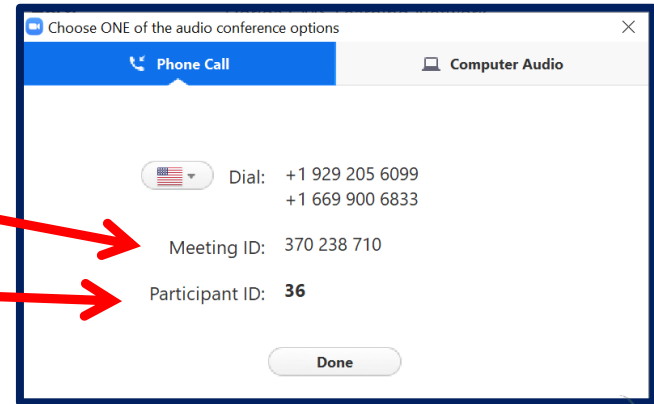 Choose ONE of the audio conference options
Phone Call
Computer Audio
Dial: +1 929 205 6099
+1 669 900 6833
Meeting ID: 370 238 710
Participant ID: 36
Done